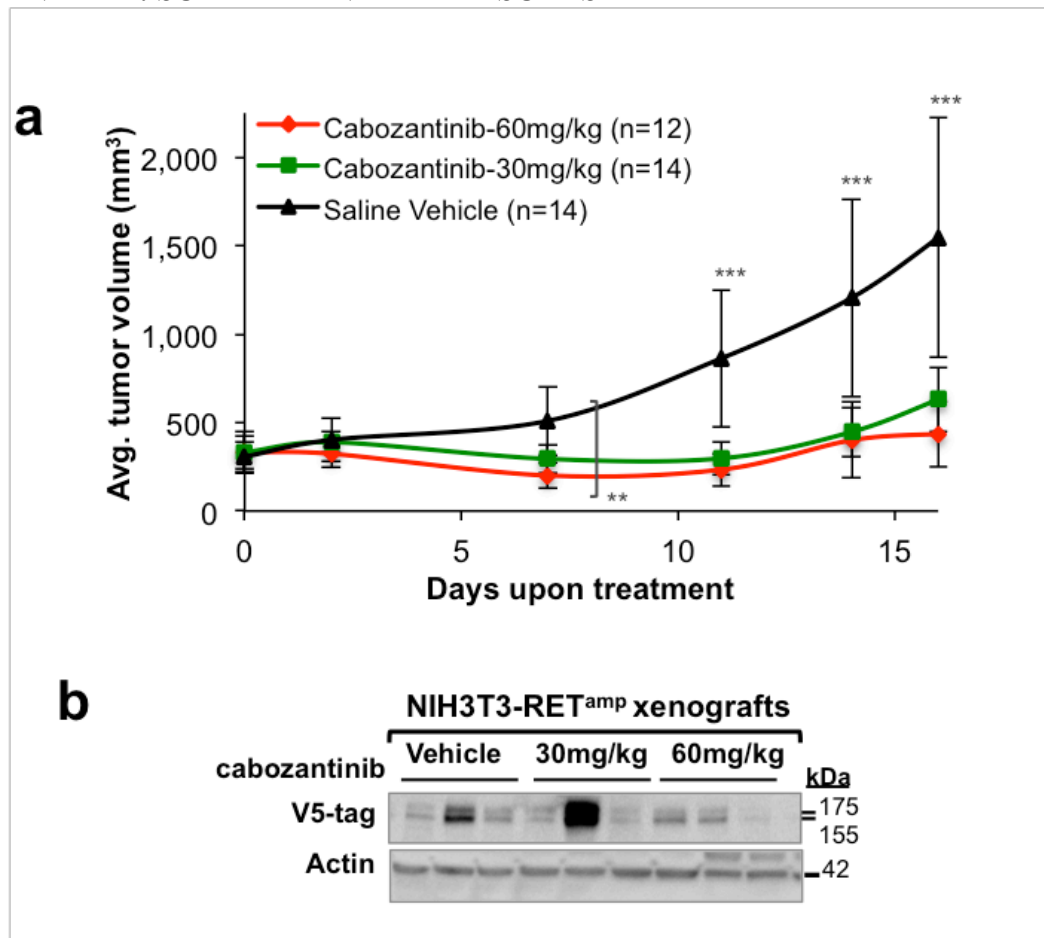 a
Cabozantinib-60mg/kg (n=12)
Cabozantinib-30mg/kg (n=14)
Saline Vehicle (n=14)
Avg. tumor volume (mm³)
2,000
1,500
1,000
500
0
***
***
***
**
0 5 10 15
Days upon treatment
b
NIH3T3-RETᵃᵐᵖ xenografts
cabozantinib Vehicle 30mg/kg 60mg/kg
kDa
V5-tag 175
155
Actin 42